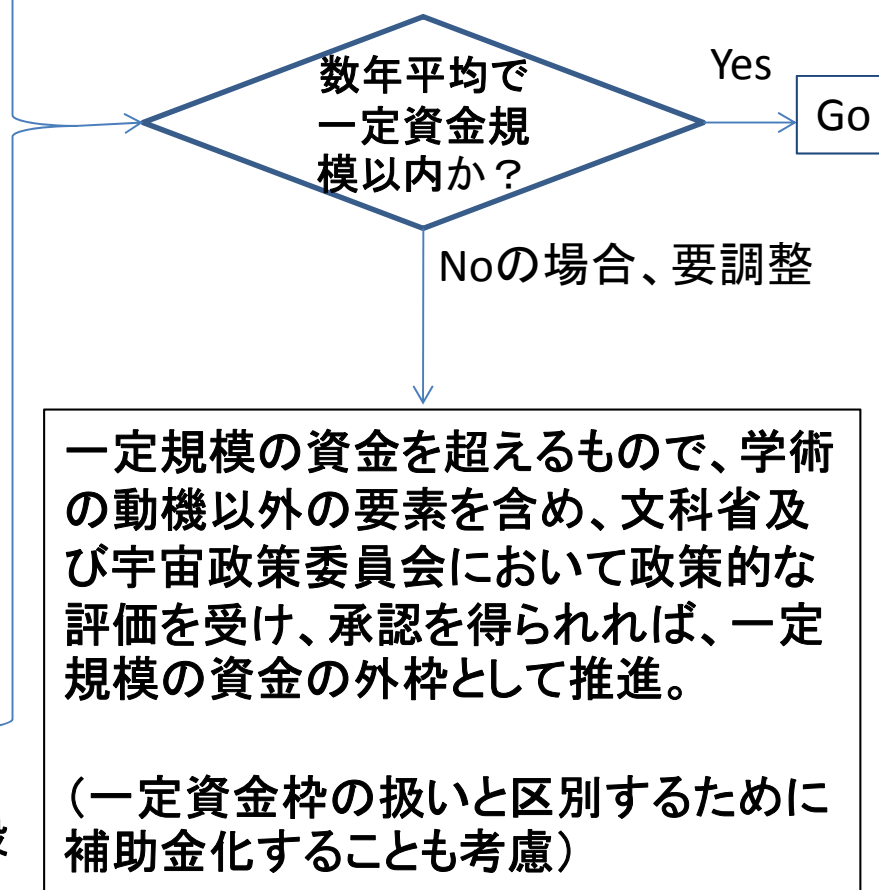 数年平均で
一定資金規
模以内か？
Yes
Go
Noの場合、要調整
一定規模の資金を超えるもので、学術
の動機以外の要素を含め、文科省及
び宇宙政策委員会において政策的な
評価を受け、承認を得られれば、一定
規模の資金の外枠として推進。
（一定資金枠の扱いと区別するために
補助金化することも考慮）